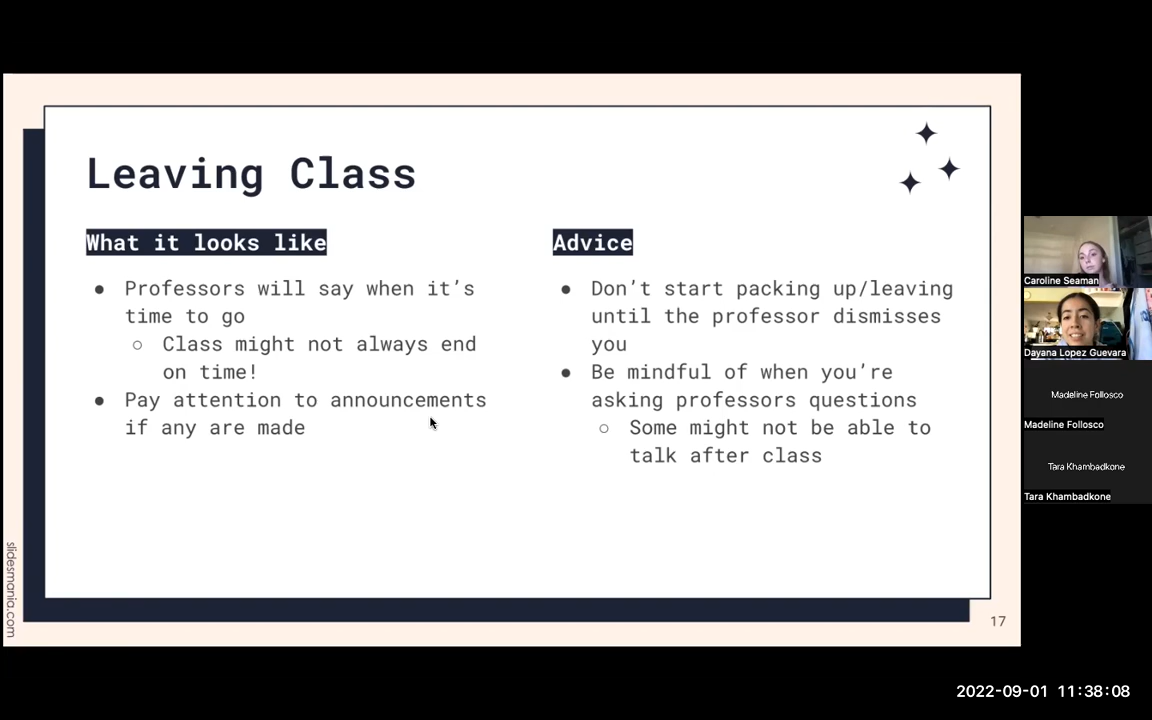 Leaving Class
What it looks like
● Professors will say when it's
time to go
○ Class might not always end
on time!
● Pay attention to announcements
if any are made
Advice
● Don't start packing up/leaving
until the professor dismisses
you
● Be mindful of when you're
asking professors questions
○ Some might not be able to
talk after class
slidesmania.com
17
Caroline Seaman
Dayana Lopez Guevara
Madeline Follosco
Madeline Follosco
Tara Khambadkone
Tara Khambadkone
2022-09-01 11:38:08